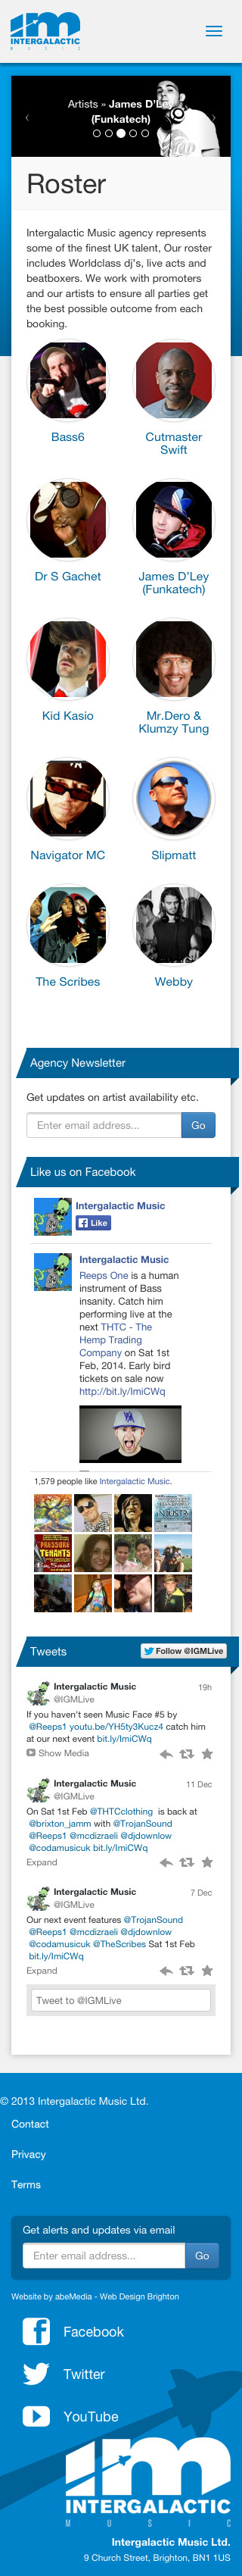 im
INTERGALACTIC
MUSIC
Artists » James D'Ley
(Funkatech)
Roster
Intergalactic Music agency represents
some of the finest UK talent, Our roster
includes Worldclass dj's, live acts and
beatboxers. We work with promoters
and our artists to ensure all parties get
the best possible outcome from each
booking.
Bass6
Cutmaster
Swift
Dr S Gachet
James D'Ley
(Funkatech)
Kid Kasio
Mr.Dero &
Klumzy Tung
Navigator MC
Slipmatt
The Scribes
Webby
Agency Newsletter
Get updates on artist availability etc.
Enter email address... Go
Like us on Facebook
Intergalactic Music
Like
Intergalactic Music
Reeps One is a human
instrument of Bass
insanity. Catch him
performing live at the
next THTC - The
Hemp Trading
Company on Sat 1st
Feb, 2014. Early bird
tickets on sale now
http://bit.ly/ImiCWq
1,579 people like Intergalactic Music.
PRESSURE
TENANTS
Tweets Follow @IGMLive
Intergalactic Music 19h
@IGMLive
If you haven't seen Music Face #5 by
@Reeps1 youtu.be/YH5ty3Kucz4 catch him
at our next event bit.ly/ImiCWq
Show Media
Intergalactic Music 11 Dec
@IGMLive
On Sat 1st Feb @THTCclothing is back at
@brixton_jamm with @TrojanSound
@Reeps1 @mcdizraeli @djdownlow
@codamusicuk bit.ly/ImiCWq
Expand
Intergalactic Music 7 Dec
@IGMLive
Our next event features @TrojanSound
@Reeps1 @mcdizraeli @djdownlow
@codamusicuk @TheScribes Sat 1st Feb
bit.ly/ImiCWq
Expand
Tweet to @IGMLive
© 2013 Intergalactic Music Ltd.
Contact
Privacy
Terms
Get alerts and updates via email
Enter email address... Go
Website by abeMedia - Web Design Brighton
Facebook
Twitter
YouTube
im
INTERGALACTIC
MUSIC
Intergalactic Music Ltd.
9 Church Street, Brighton, BN1 1US